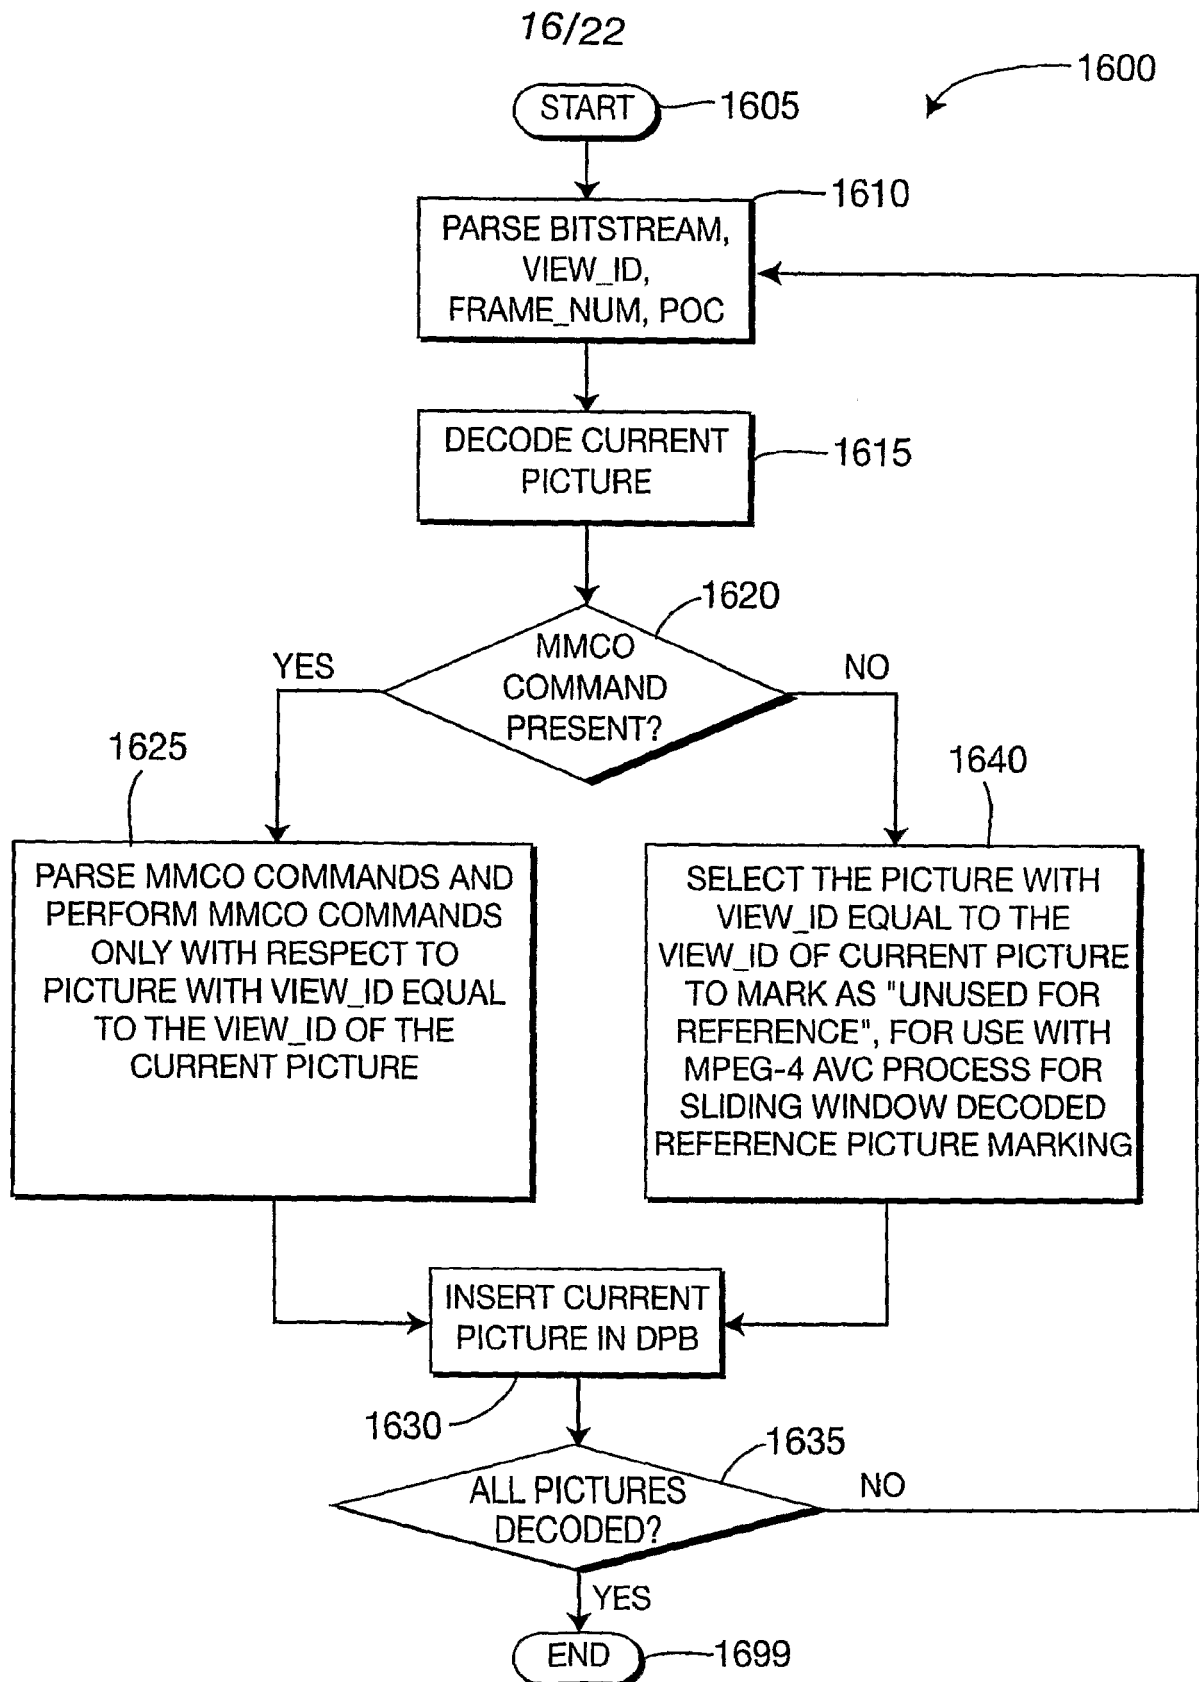 16/22
1600
START
1605
1610
PARSE BITSTREAM,
VIEW_ID,
FRAME_NUM, POC
DECODE CURRENT
PICTURE
1615
1620
MMCO
COMMAND
PRESENT?
YES
NO
1625
PARSE MMCO COMMANDS AND
PERFORM MMCO COMMANDS
ONLY WITH RESPECT TO
PICTURE WITH VIEW_ID EQUAL
TO THE VIEW_ID OF THE
CURRENT PICTURE
1640
SELECT THE PICTURE WITH
VIEW_ID EQUAL TO THE
VIEW_ID OF CURRENT PICTURE
TO MARK AS "UNUSED FOR
REFERENCE", FOR USE WITH
MPEG-4 AVC PROCESS FOR
SLIDING WINDOW DECODED
REFERENCE PICTURE MARKING
INSERT CURRENT
PICTURE IN DPB
1630
1635
ALL PICTURES
DECODED?
NO
YES
END
1699